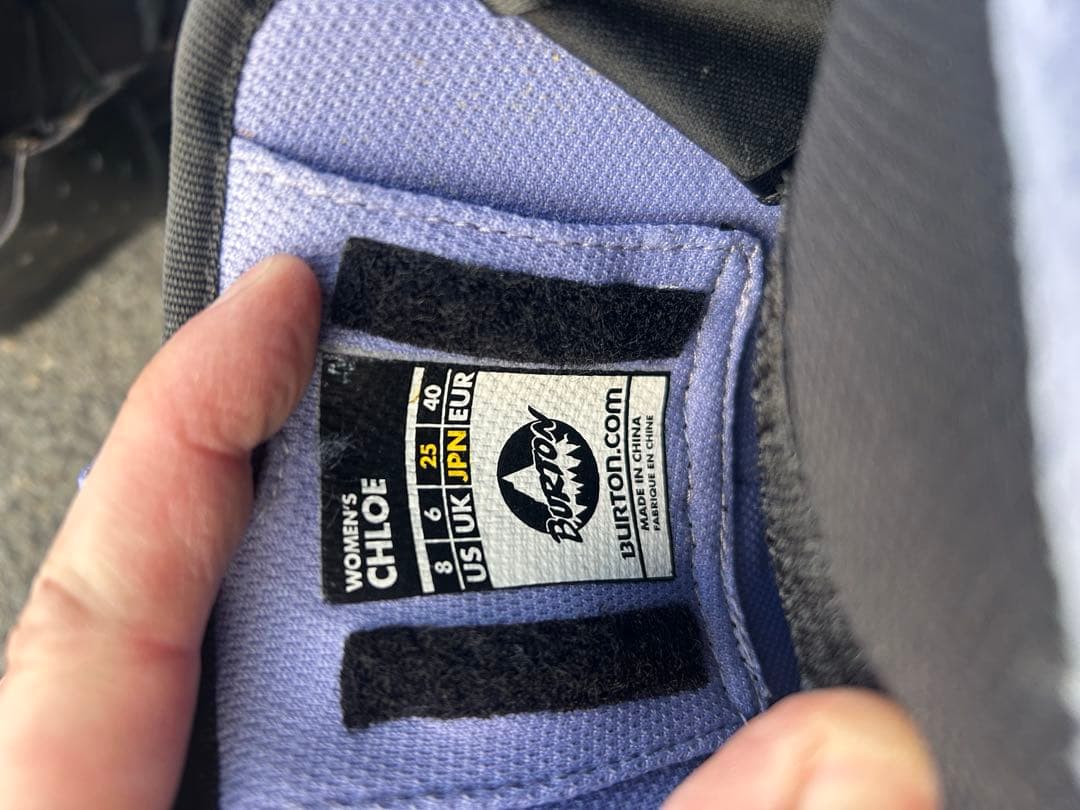 WOMEN'S
CHLOE
8 6 25 40
US UK JPN EUR
BURTON
BURTON.COM
MADE IN CHINA
FABRIQUE EN CHINE